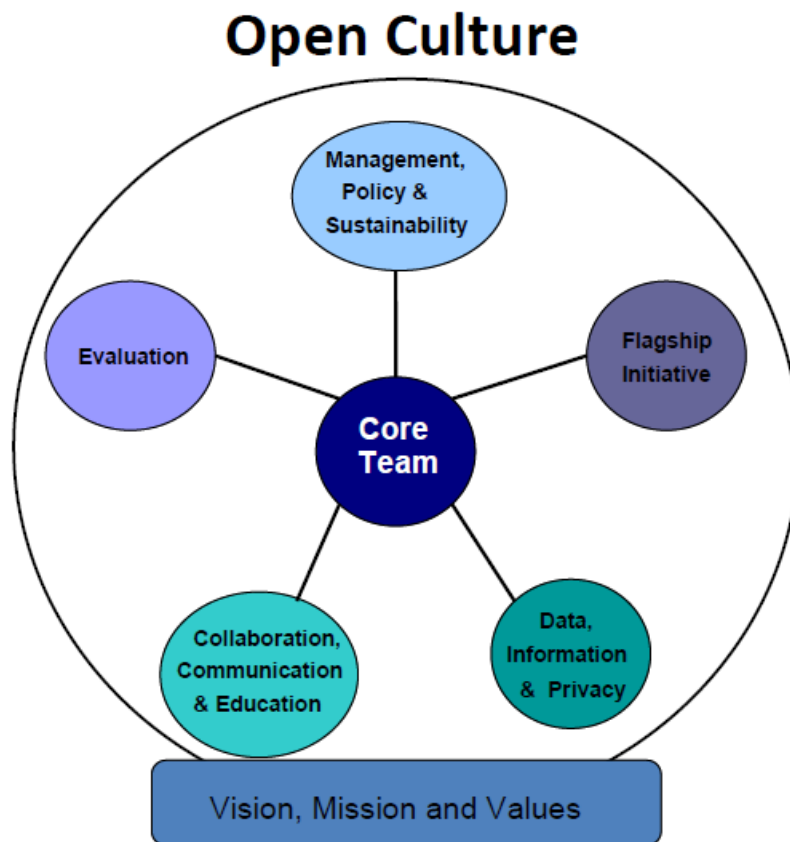 Open Culture
Management,
Policy &
Sustainability
Evaluation
Flagship
Initiative
Core
Team
Collaboration,
Communication
& Education
Data,
Information
& Privacy
Vision, Mission and Values